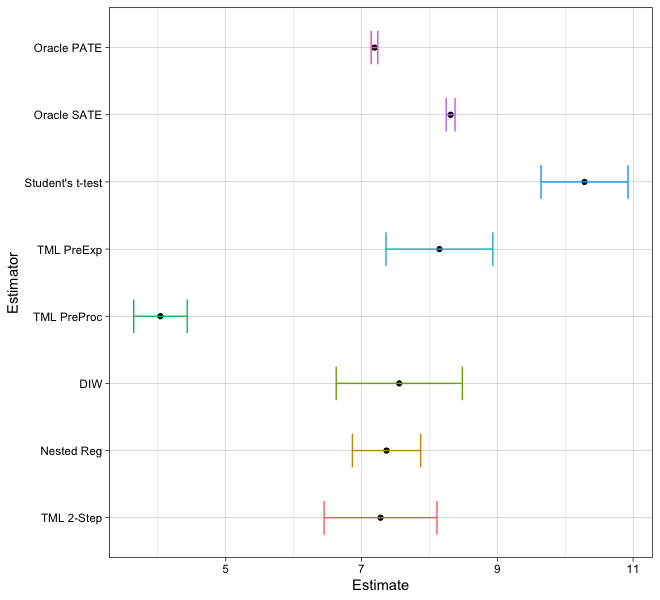 Oracle PATE
Oracle SATE
Student's t-test
TML PreExp
TML PreProc
DIW
Nested Reg
TML 2-Step
Estimator
5 7 9 11
Estimate